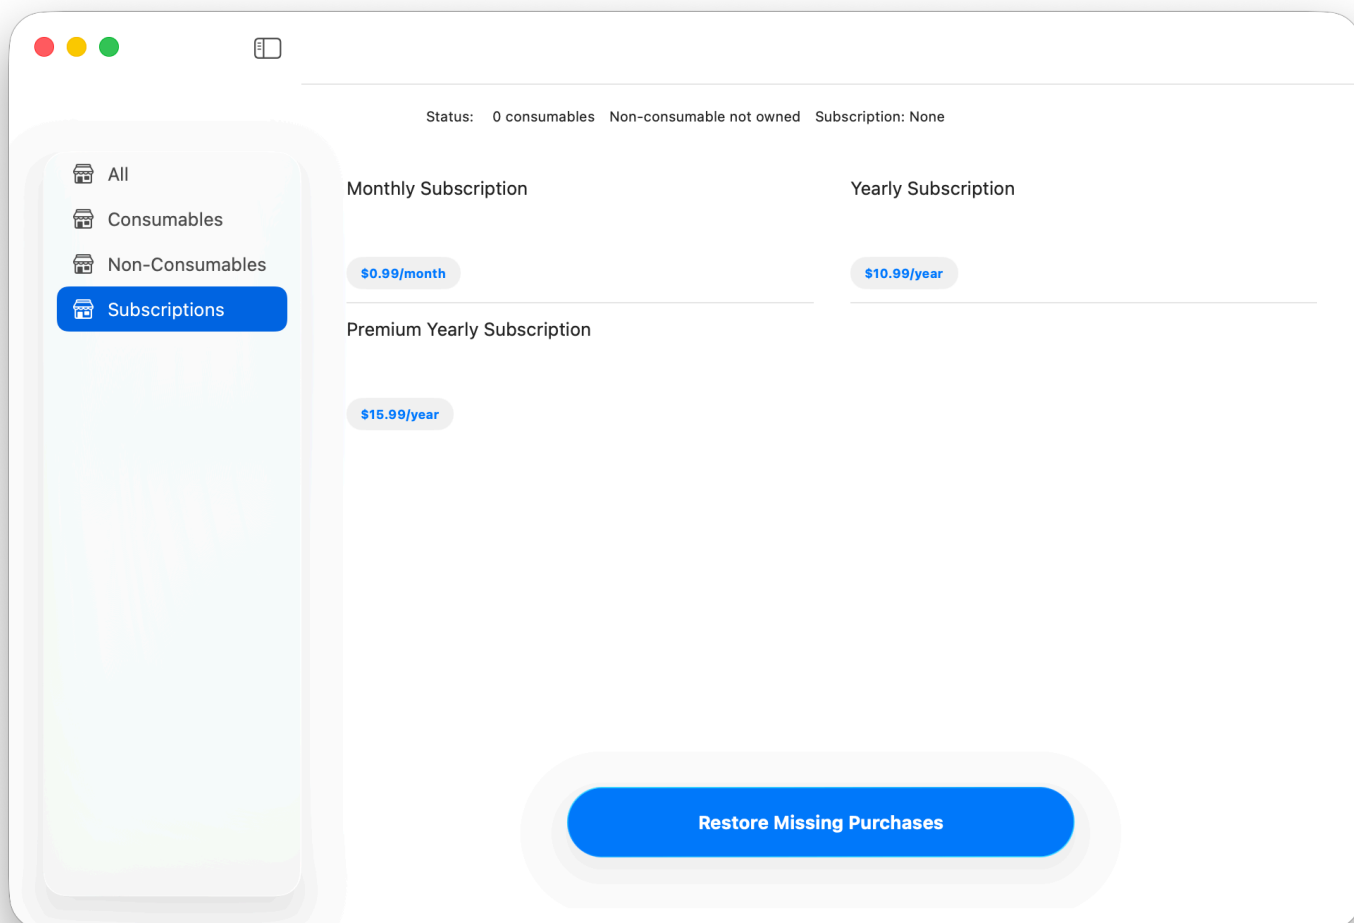 Status: 0 consumables Non-consumable not owned Subscription: None
All
Consumables
Non-Consumables
Subscriptions
Monthly Subscription
$0.99/month
Yearly Subscription
$10.99/year
Premium Yearly Subscription
$15.99/year
Restore Missing Purchases